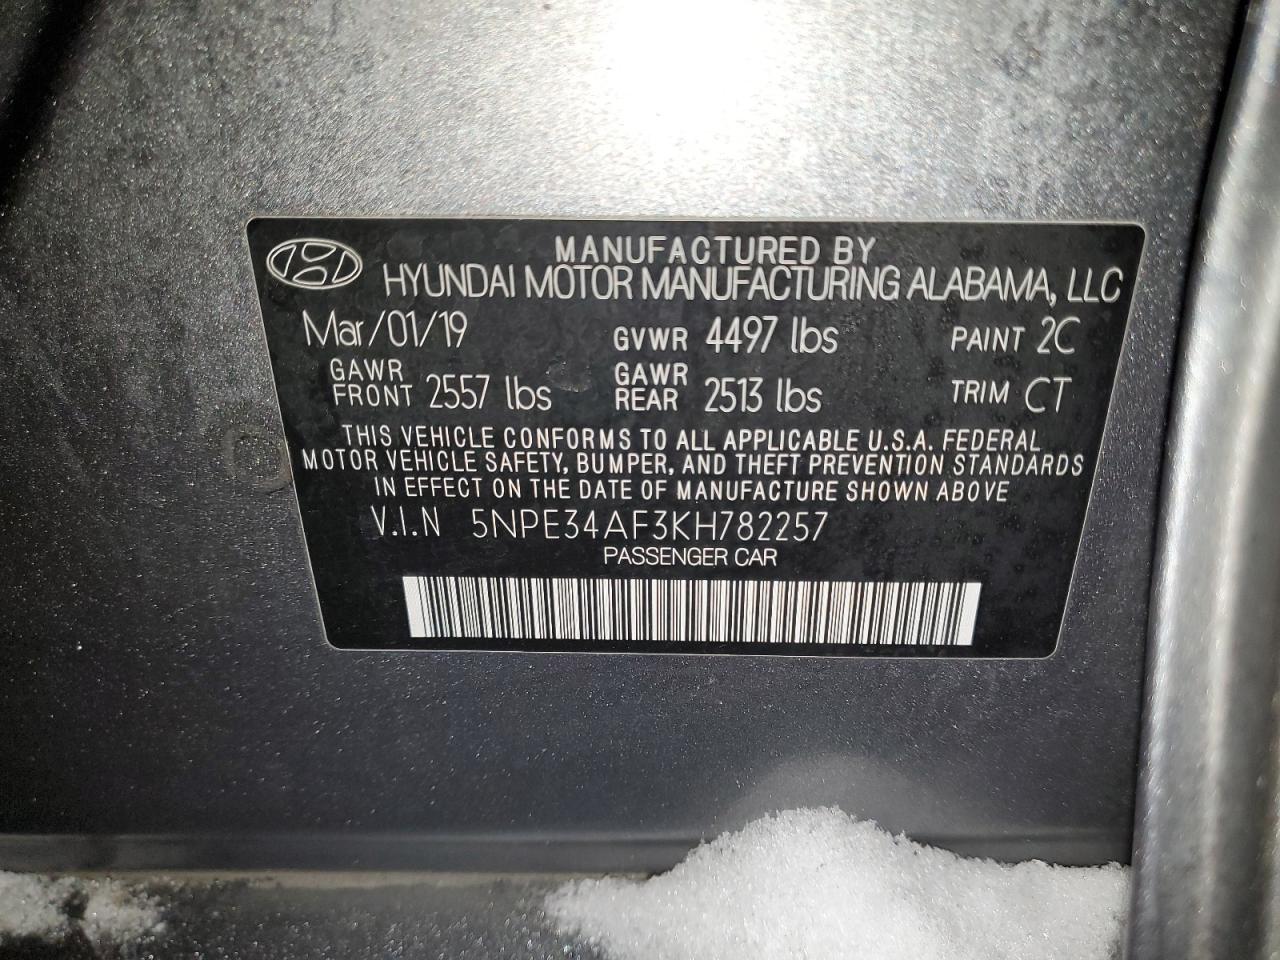 MANUFACTURED BY
HYUNDAI MOTOR MANUFACTURING ALABAMA, LLC
Mar/01/19 GVWR 4497 lbs PAINT 2C
GAWR FRONT 2557 lbs GAWR REAR 2513 lbs TRIM CT
THIS VEHICLE CONFORMS TO ALL APPLICABLE U.S.A. FEDERAL
MOTOR VEHICLE SAFETY, BUMPER, AND THEFT PREVENTION STANDARDS
IN EFFECT ON THE DATE OF MANUFACTURE SHOWN ABOVE
V.I.N 5NPE34AF3KH782257
PASSENGER CAR